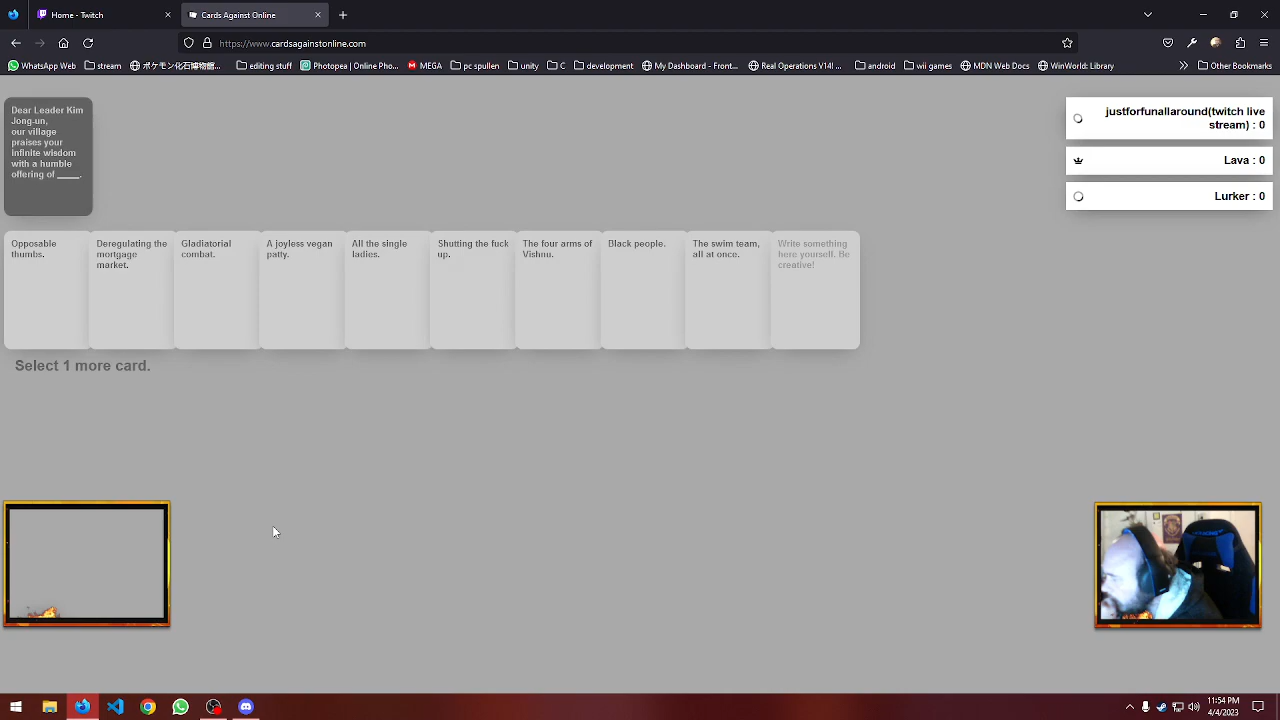 Home - Twitch
Cards Against Online
https://www.cardsagainstonline.com
WhatsApp Web
stream
editing stuff
Photopea | Online Pho...
MEGA
pc spullen
unity
C
development
My Dashboard - Front...
Real Operations V14! ...
android
wii games
MDN Web Docs
WinWorld: Library
Other Bookmarks
Dear Leader Kim
Jong-un,
our village
praises your
infinite wisdom
with a humble
offering of _____.
justforfunallaround(twitch live
stream) : 0
Lava : 0
Lurker : 0
Opposable
thumbs.
Deregulating the
mortgage
market.
Gladiatorial
combat.
A joyless vegan
patty.
All the single
ladies.
Shutting the fuck
up.
The four arms of
Vishnu.
Black people.
The swim team,
all at once.
Write something
here yourself. Be
creative!
Select 1 more card.
11:54 PM
4/4/2023